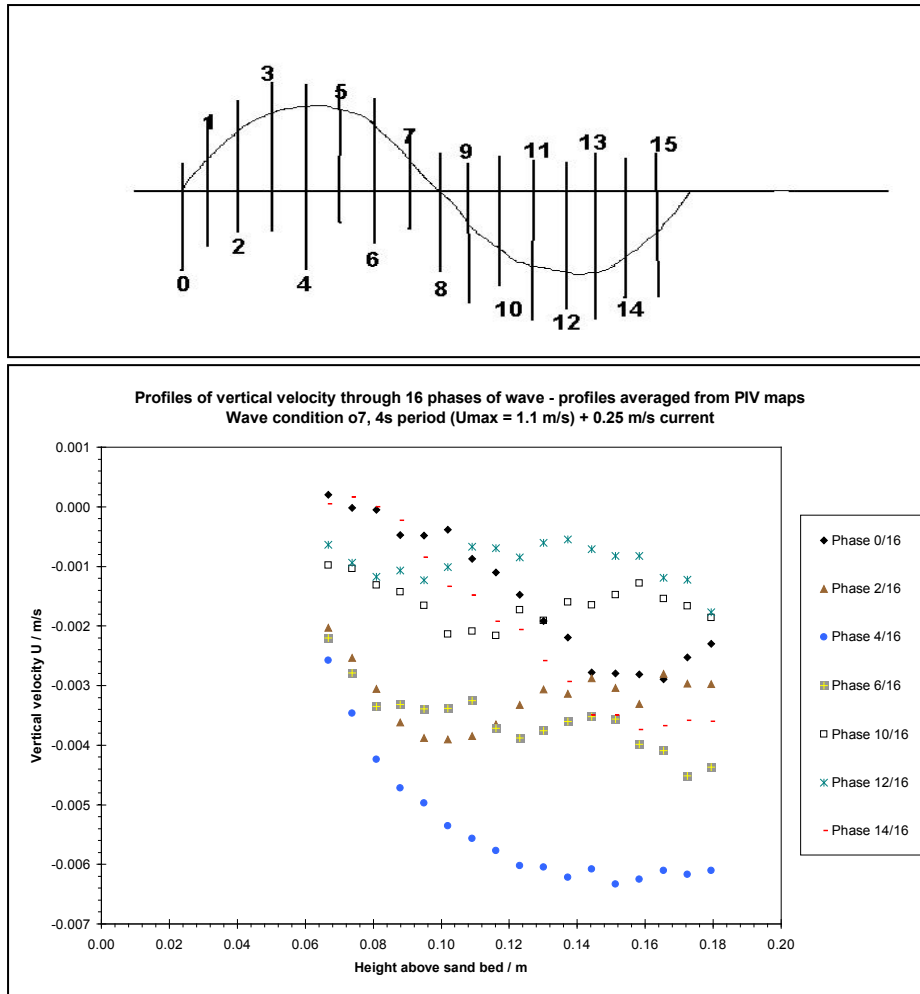 3
1 5
7 9 11 13 15
2
0 4 6 8 10 12 14
Profiles of vertical velocity through 16 phases of wave - profiles averaged from PIV maps
Wave condition o7, 4s period (Umax = 1.1 m/s) + 0.25 m/s current
Vertical velocity U / m/s
0.001
0.000
-0.001
-0.002
-0.003
-0.004
-0.005
-0.006
-0.007
0.00 0.02 0.04 0.06 0.08 0.10 0.12 0.14 0.16 0.18 0.20
Height above sand bed / m
Phase 0/16
Phase 2/16
Phase 4/16
Phase 6/16
Phase 10/16
Phase 12/16
Phase 14/16